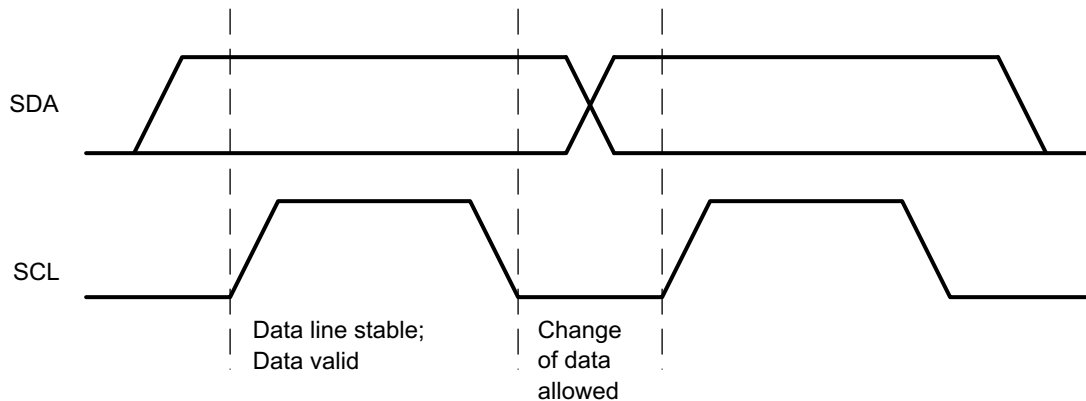 SDA
SCL
Data line stable;
Data valid
Change
of data
allowed